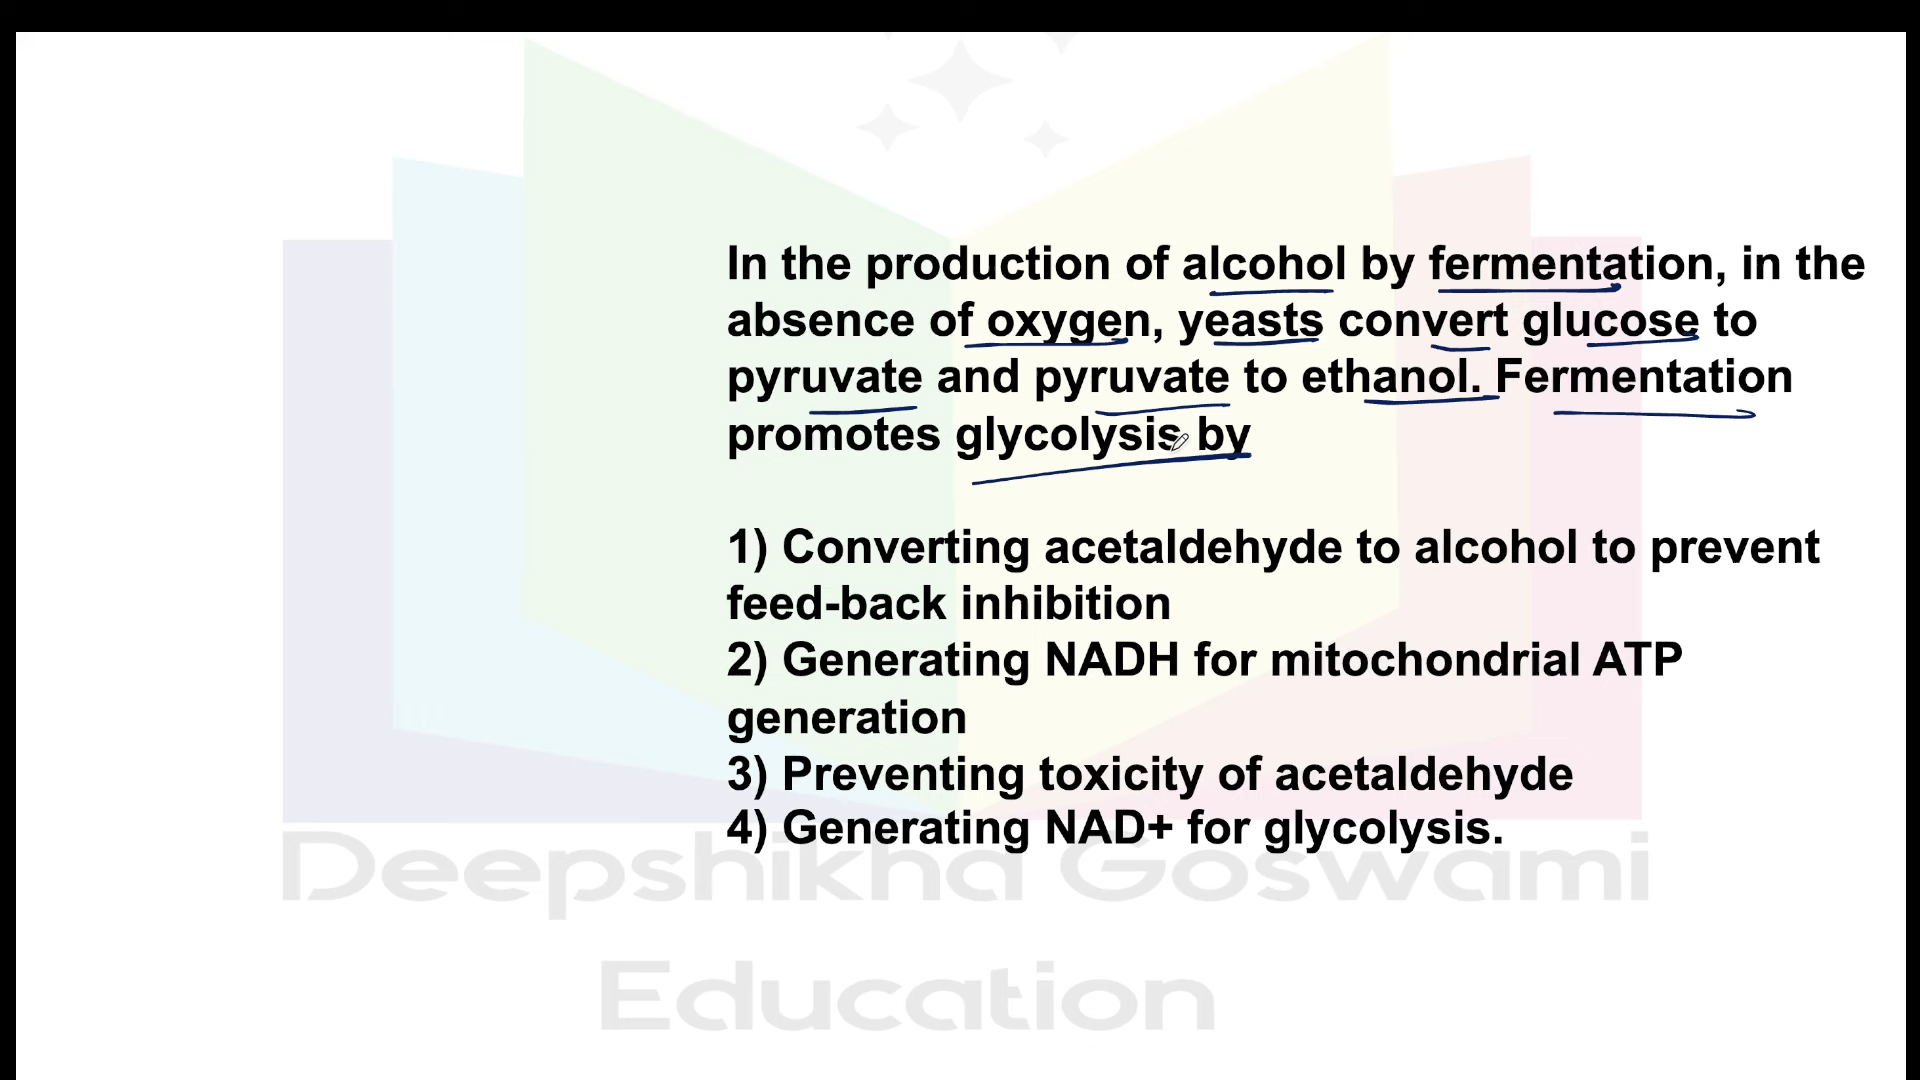 In the production of alcohol by fermentation, in the
absence of oxygen, yeasts convert glucose to
pyruvate and pyruvate to ethanol. Fermentation
promotes glycolysis by
1) Converting acetaldehyde to alcohol to prevent
feed-back inhibition
2) Generating NADH for mitochondrial ATP
generation
3) Preventing toxicity of acetaldehyde
4) Generating NAD+ for glycolysis.
Deepshikha Goswami
Education